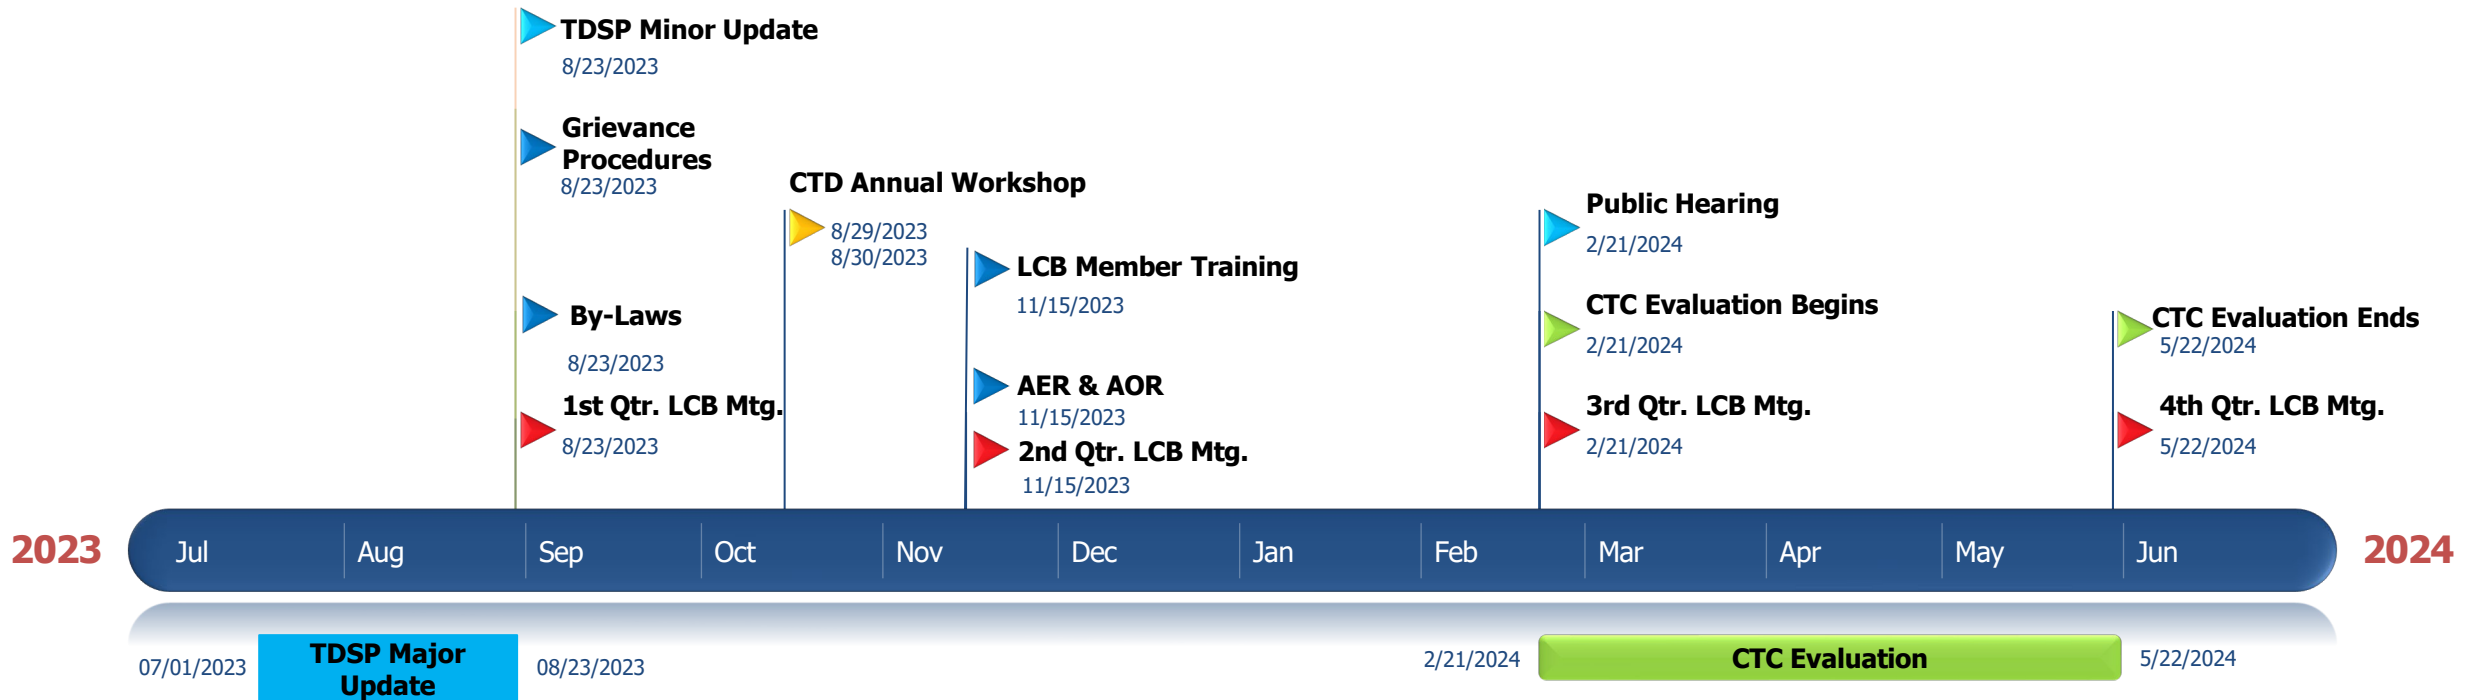 TDSP Minor Update
8/23/2023
Grievance
Procedures
8/23/2023
By-Laws
8/23/2023
1st Qtr. LCB Mtg.
8/23/2023
CTD Annual Workshop
8/29/2023
8/30/2023
LCB Member Training
11/15/2023
AER & AOR
11/15/2023
2nd Qtr. LCB Mtg.
11/15/2023
Public Hearing
2/21/2024
CTC Evaluation Begins
2/21/2024
3rd Qtr. LCB Mtg.
2/21/2024
CTC Evaluation Ends
5/22/2024
4th Qtr. LCB Mtg.
5/22/2024
2023 Jul Aug Sep Oct Nov Dec Jan Feb Mar Apr May Jun 2024
07/01/2023
TDSP Major
Update
08/23/2023
2/21/2024
CTC Evaluation
5/22/2024